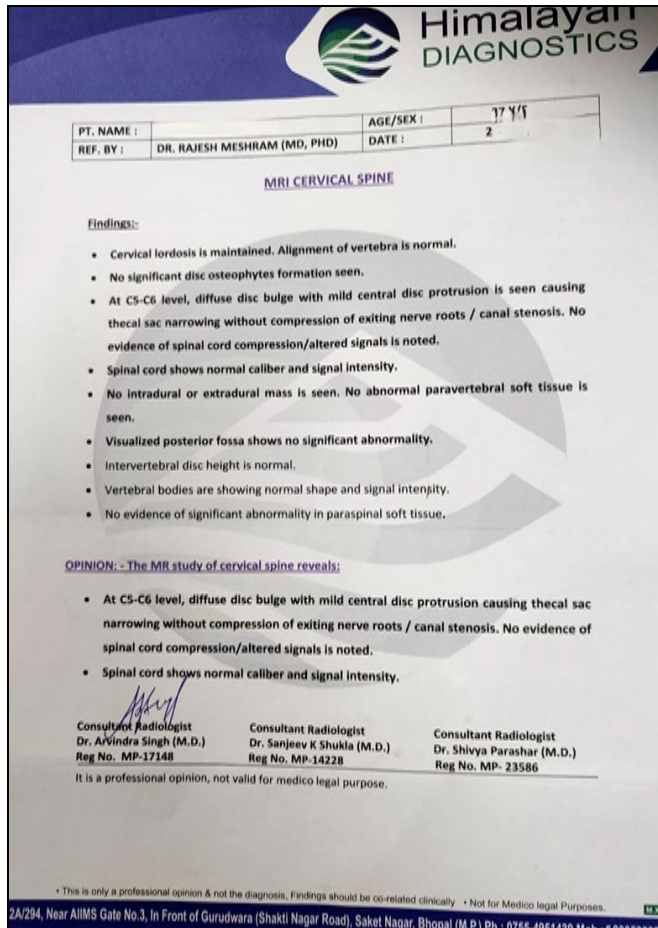 Himalayan
DIAGNOSTICS
PT. NAME : AGE/SEX : 37 Y/S
REF. BY : DR. RAJESH MESHRAM (MD, PHD) DATE : 2
MRI CERVICAL SPINE
Findings:-
• Cervical lordosis is maintained. Alignment of vertebra is normal.
• No significant disc osteophytes formation seen.
• At C5-C6 level, diffuse disc bulge with mild central disc protrusion is seen causing
thecal sac narrowing without compression of exiting nerve roots / canal stenosis. No
evidence of spinal cord compression/altered signals is noted.
• Spinal cord shows normal caliber and signal intensity.
• No intradural or extradural mass is seen. No abnormal paravertebral soft tissue is
seen.
• Visualized posterior fossa shows no significant abnormality.
• Intervertebral disc height is normal.
• Vertebral bodies are showing normal shape and signal intensity.
• No evidence of significant abnormality in paraspinal soft tissue.
OPINION: - The MR study of cervical spine reveals:
• At C5-C6 level, diffuse disc bulge with mild central disc protrusion causing thecal sac
narrowing without compression of exiting nerve roots / canal stenosis. No evidence of
spinal cord compression/altered signals is noted.
• Spinal cord shows normal caliber and signal intensity.
Consultant Radiologist Consultant Radiologist Consultant Radiologist
Dr. Arvindra Singh (M.D.) Dr. Sanjeev K Shukla (M.D.) Dr. Shivya Parashar (M.D.)
Reg No. MP-17148 Reg No. MP-14228 Reg No. MP- 23586
It is a professional opinion, not valid for medico legal purpose.
• This is only a professional opinion & not the diagnosis, Findings should be co-related clinically • Not for Medico legal Purposes.
2A/294, Near AIIMS Gate No.3, In Front of Gurudwara (Shakti Nagar Road), Saket Nagar, Bhopal (M.P.) Ph.: 0755-4951430